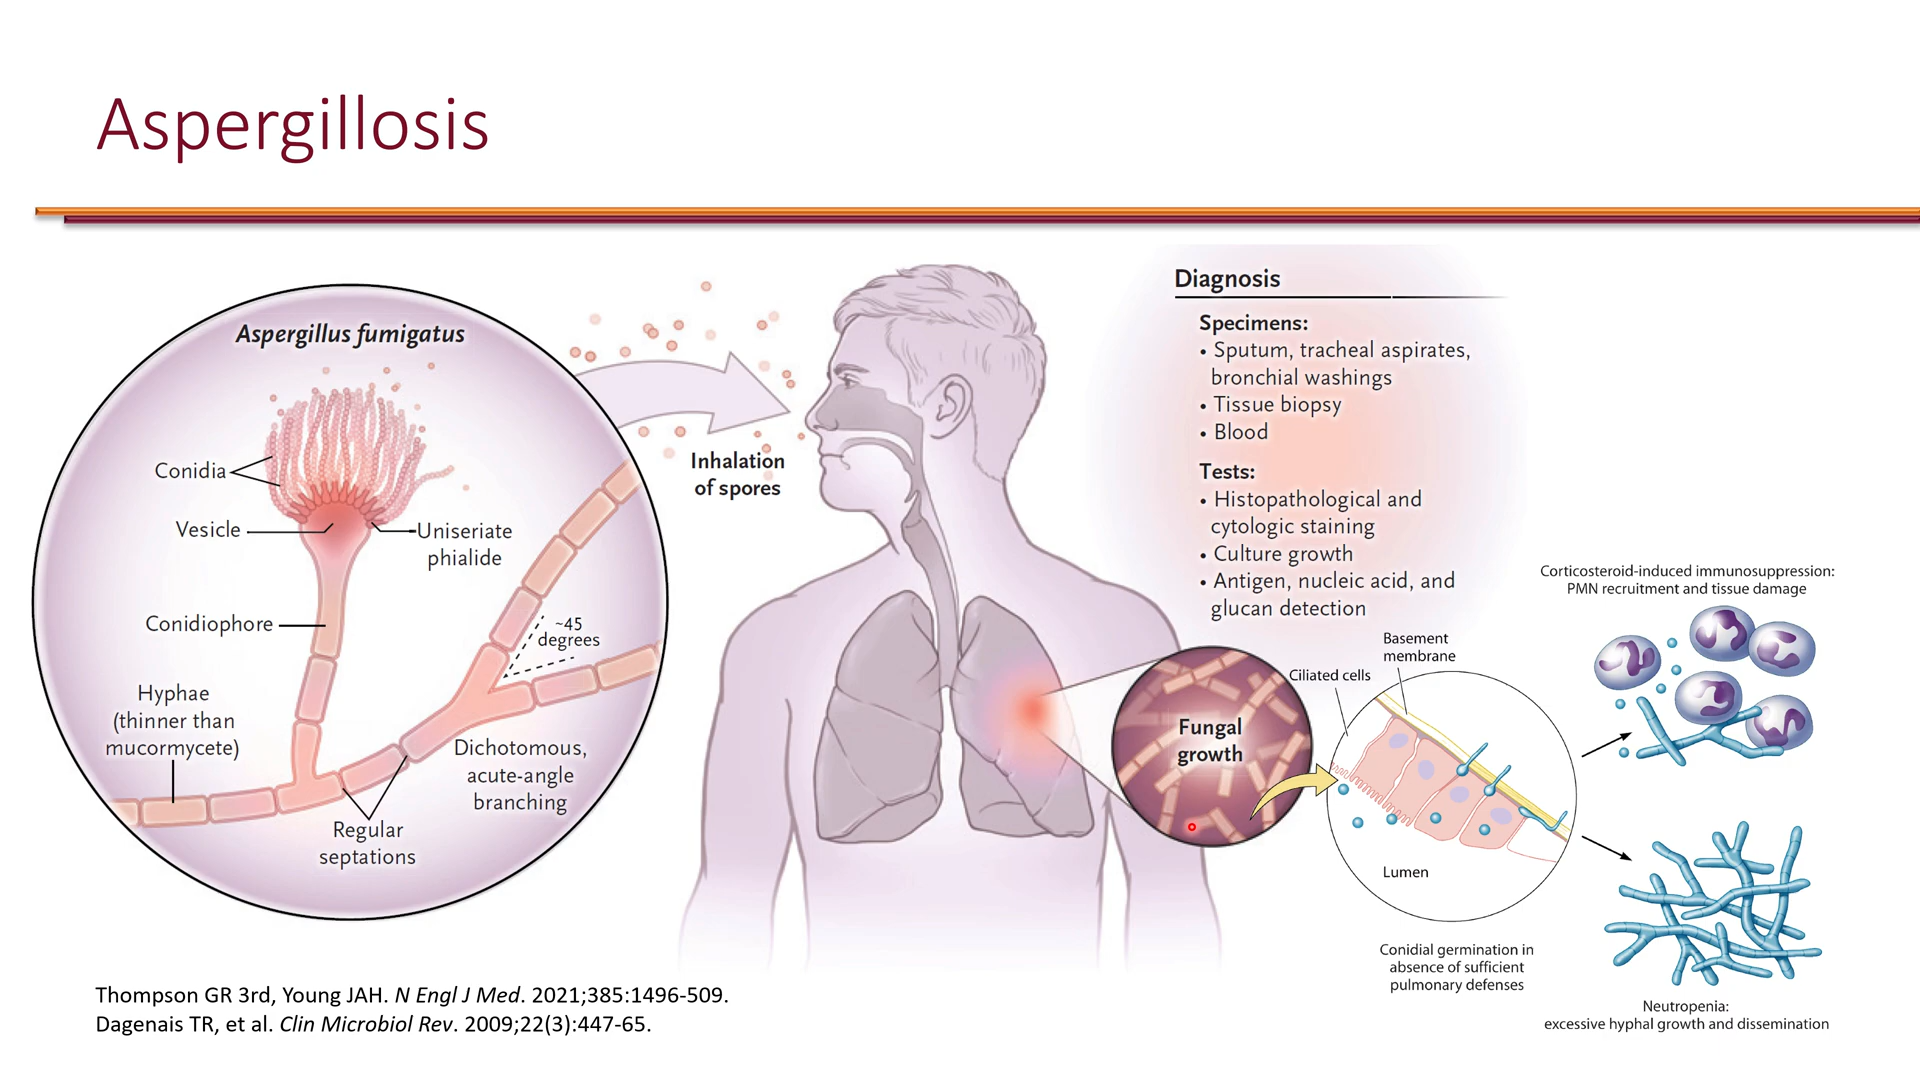 Aspergillosis
Aspergillus fumigatus
Conidia
Vesicle
Uniseriate
phialide
Conidiophore
~45
degrees
Hyphae
(thinner than
mucormycete)
Dichotomous,
acute-angle
branching
Regular
septations
Inhalation
of spores
Diagnosis
Specimens:
• Sputum, tracheal aspirates,
bronchial washings
• Tissue biopsy
• Blood
Tests:
• Histopathological and
cytologic staining
• Culture growth
• Antigen, nucleic acid, and
glucan detection
Fungal
growth
Ciliated cells
Basement
membrane
Lumen
Conidial germination in
absence of sufficient
pulmonary defenses
Corticosteroid-induced immunosuppression:
PMN recruitment and tissue damage
Neutropenia:
excessive hyphal growth and dissemination
Thompson GR 3rd, Young JAH. N Engl J Med. 2021;385:1496-509.
Dagenais TR, et al. Clin Microbiol Rev. 2009;22(3):447-65.